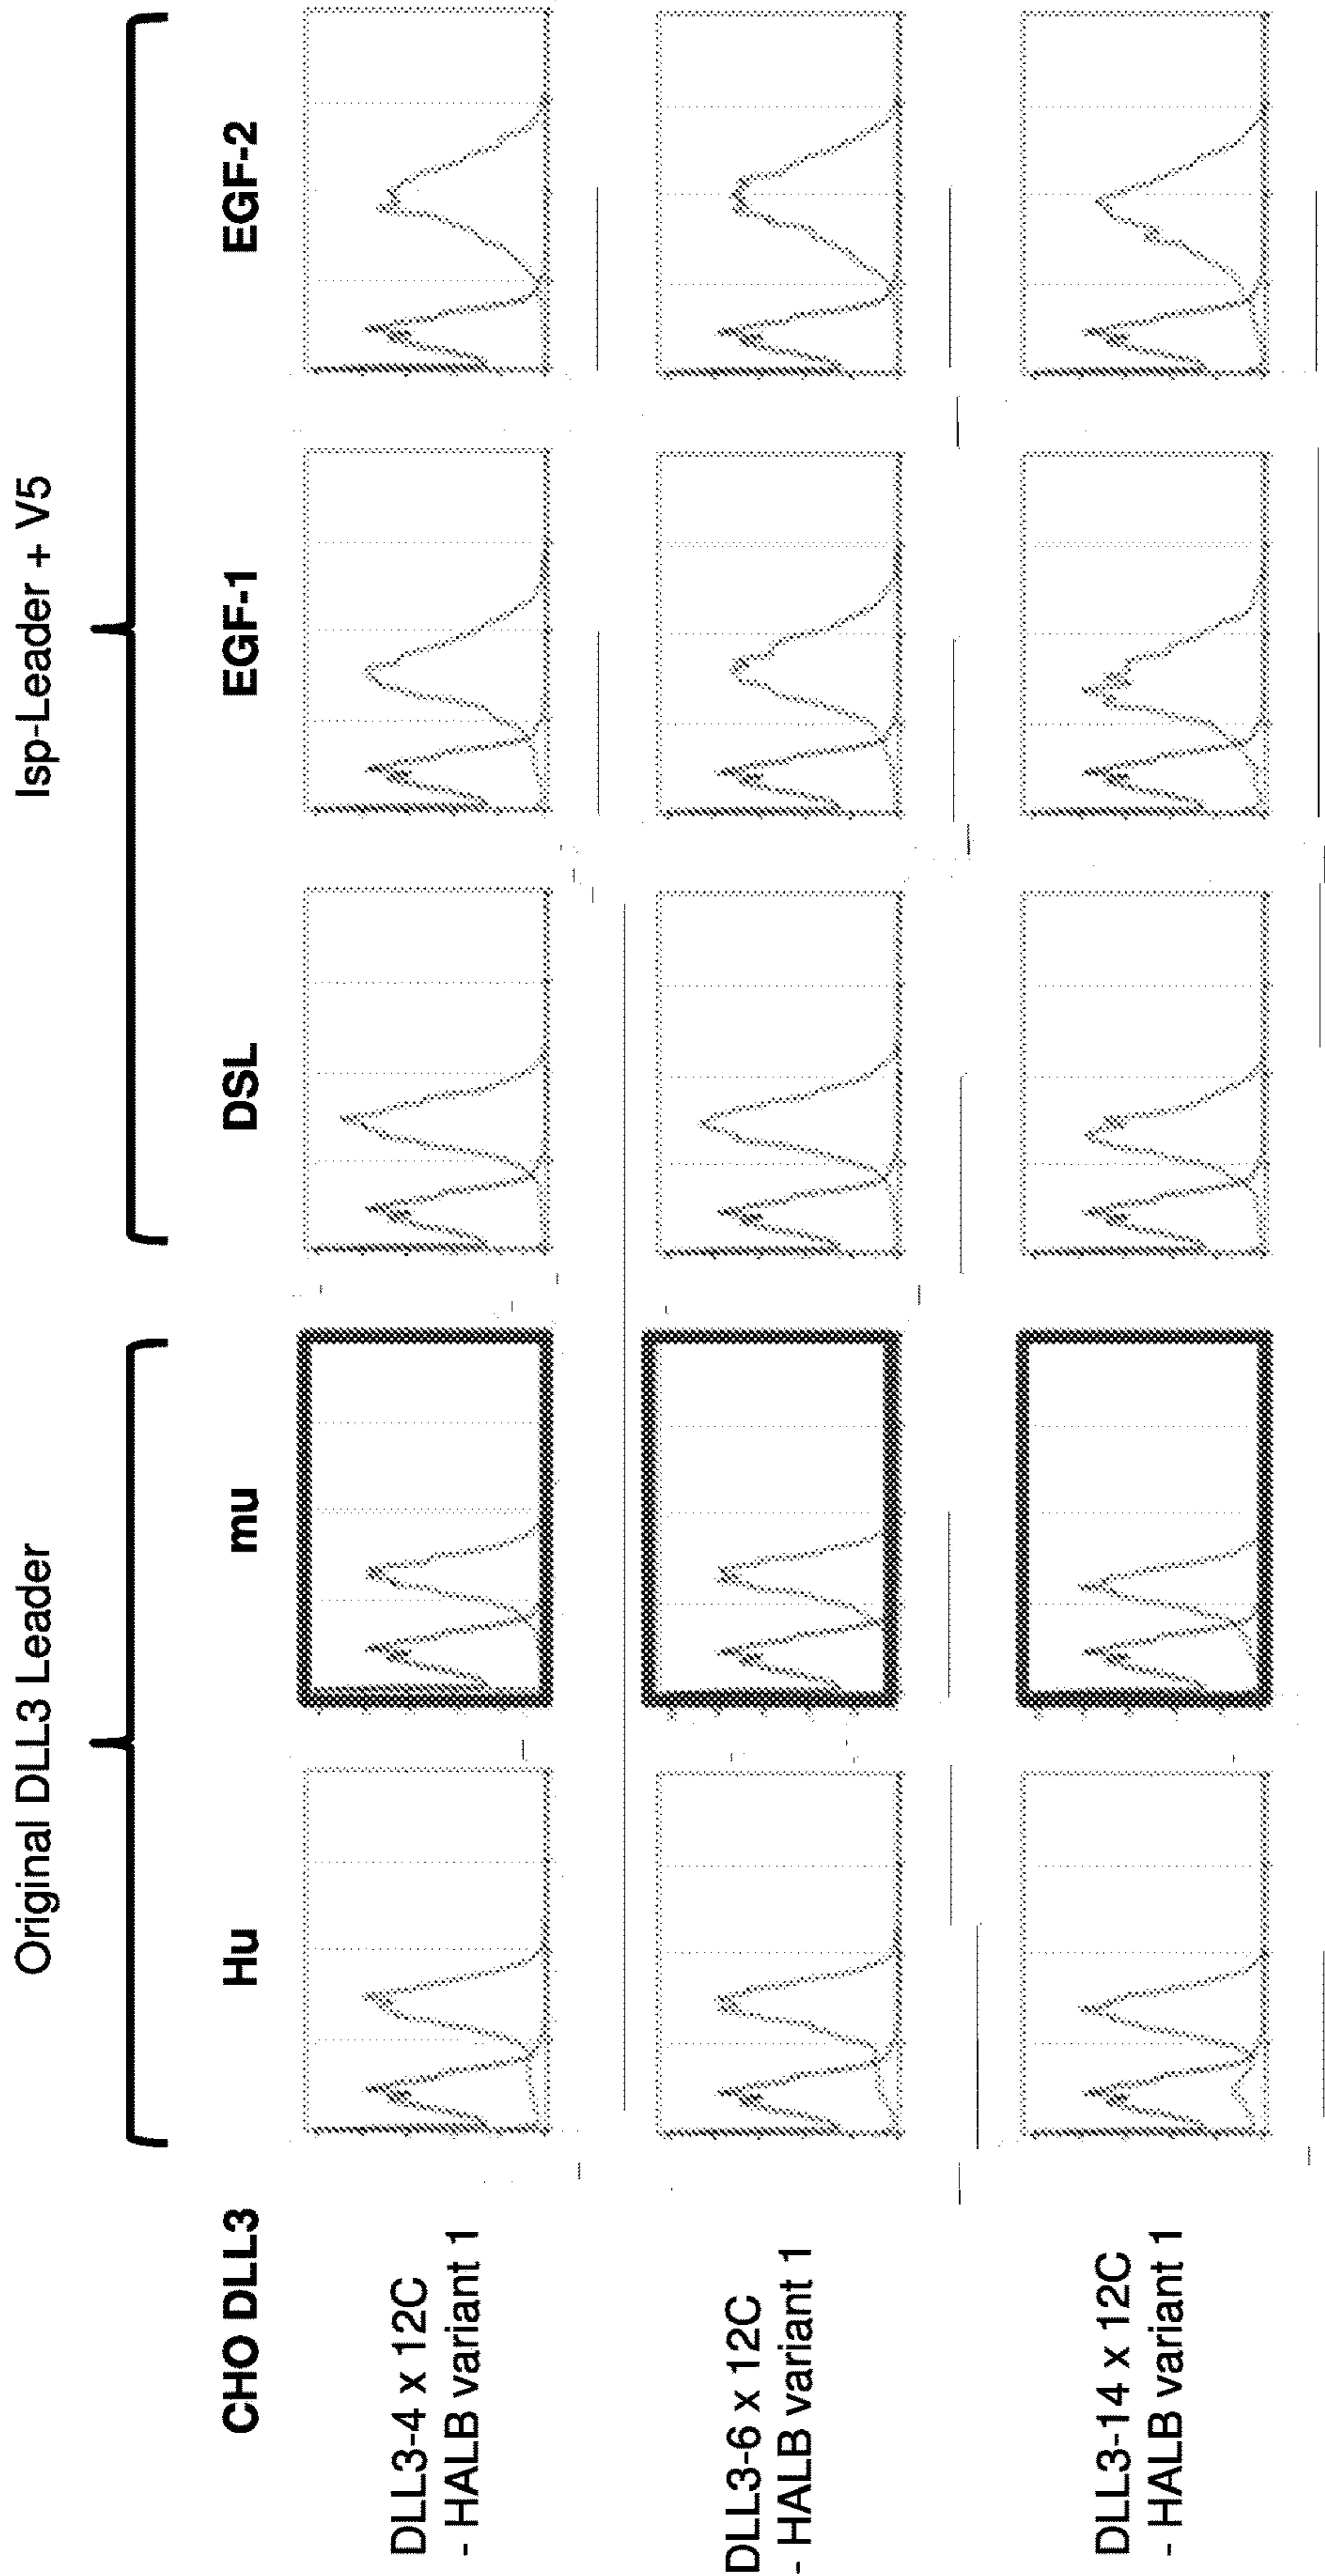 Original DLL3 Leader
Isp-Leader + V5
CHO DLL3
Hu
mu
DSL
EGF-1
EGF-2
DLL3-4 x 12C
- HALB variant 1
DLL3-6 x 12C
- HALB variant 1
DLL3-14 x 12C
- HALB variant 1